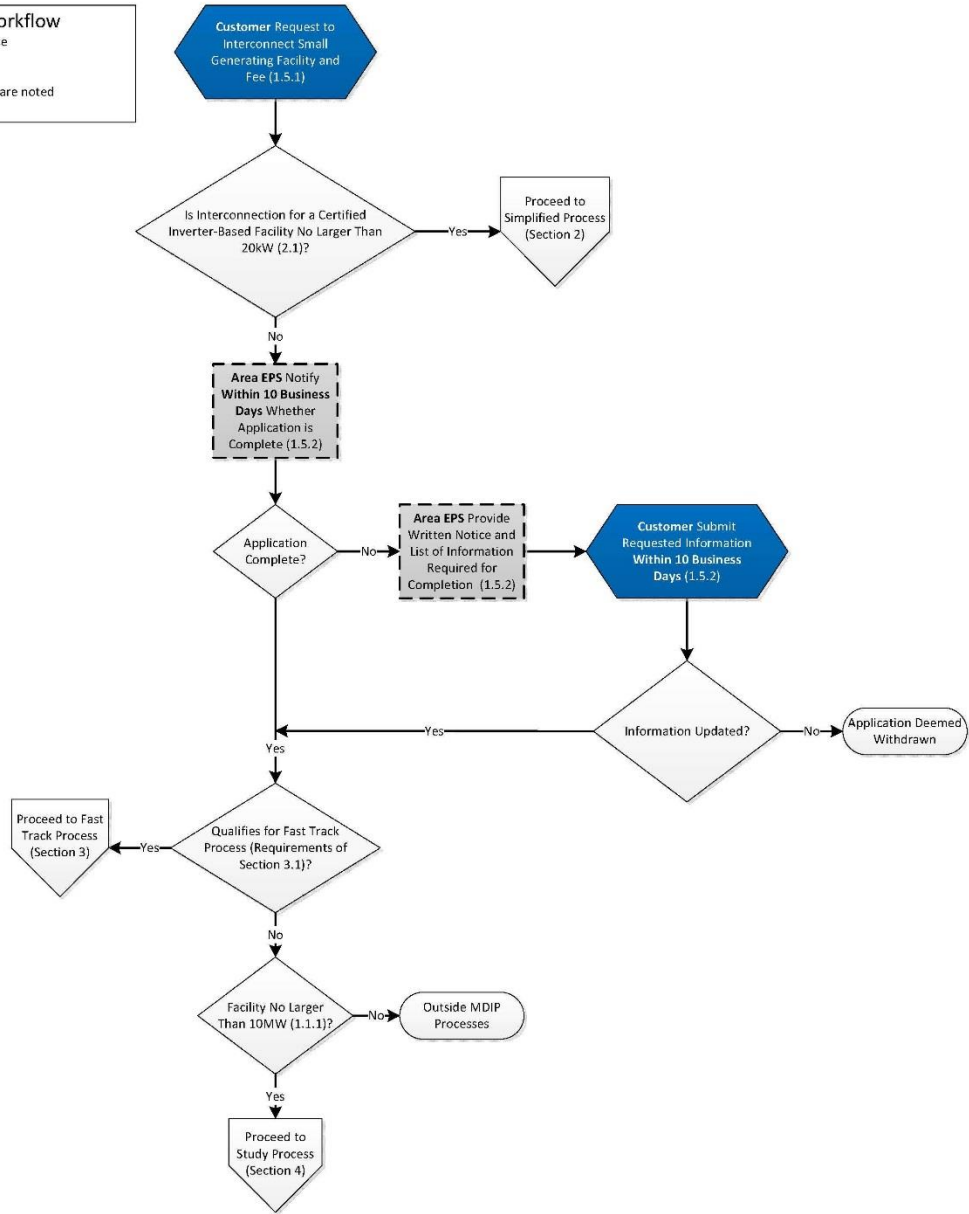 e
are noted
Customer Request to
Interconnect Small
Generating Facility and
Fee (1.5.1)
Is Interconnection for a Certified
Inverter-Based Facility No Larger Than
20kW (2.1)?
Yes
Proceed to
Simplified Process
(Section 2)
No
Area EPS Notify
Within 10 Business
Days Whether
Application is
Complete (1.5.2)
Application
Complete?
No
Area EPS Provide
Written Notice and
List of Information
Required for
Completion (1.5.2)
Customer Submit
Requested Information
Within 10 Business
Days (1.5.2)
Information Updated?
No
Application Deemed
Withdrawn
Yes
Yes
Qualifies for Fast Track
Process (Requirements of
Section 3.1)?
Yes
Proceed to Fast
Track Process
(Section 3)
No
Facility No Larger
Than 10MW (1.1.1)?
No
Outside MDIP
Processes
Yes
Proceed to
Study Process
(Section 4)